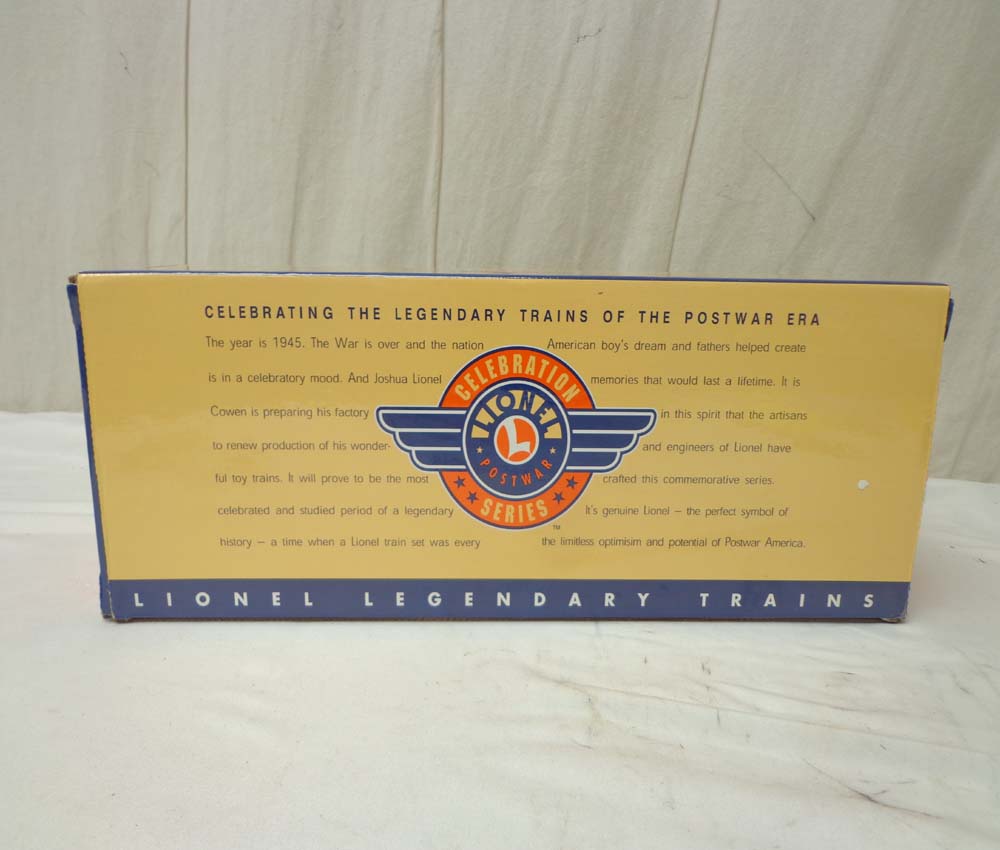 CELEBRATING THE LEGENDARY TRAINS OF THE POSTWAR ERA
The year is 1945. The War is over and the nation
is in a celebratory mood. And Joshua Lionel
Cowen is preparing his factory
to renew production of his wonder-
ful toy trains. It will prove to be the most
celebrated and studied period of a legendary
history – a time when a Lionel train set was every
American boy's dream and fathers helped create
memories that would last a lifetime. It is
in this spirit that the artisans
and engineers of Lionel have
crafted this commemorative series.
It's genuine Lionel – the perfect symbol of
the limitless optimisim and potential of Postwar America.
CELEBRATION
LIONEL
L
POSTWAR
SERIES
TM
LIONEL LEGENDARY TRAINS